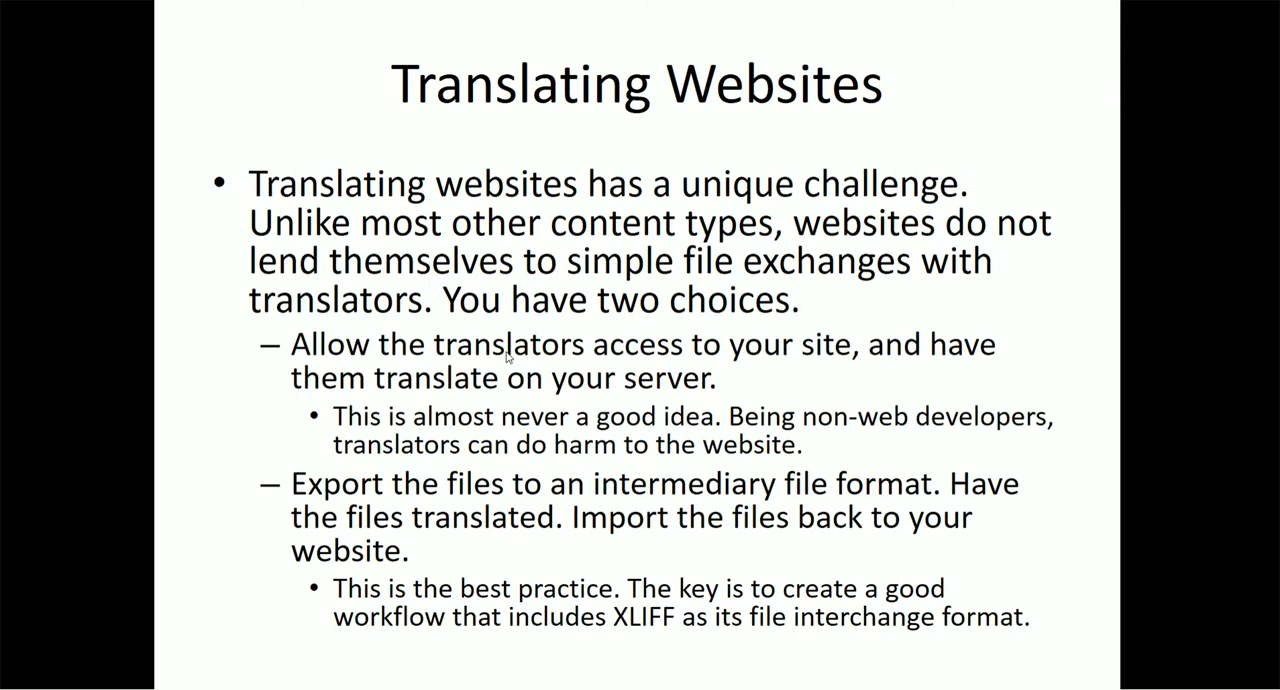 Translating Websites
• Translating websites has a unique challenge.
Unlike most other content types, websites do not
lend themselves to simple file exchanges with
translators. You have two choices.
– Allow the translators access to your site, and have
them translate on your server.
• This is almost never a good idea. Being non-web developers,
translators can do harm to the website.
– Export the files to an intermediary file format. Have
the files translated. Import the files back to your
website.
• This is the best practice. The key is to create a good
workflow that includes XLIFF as its file interchange format.